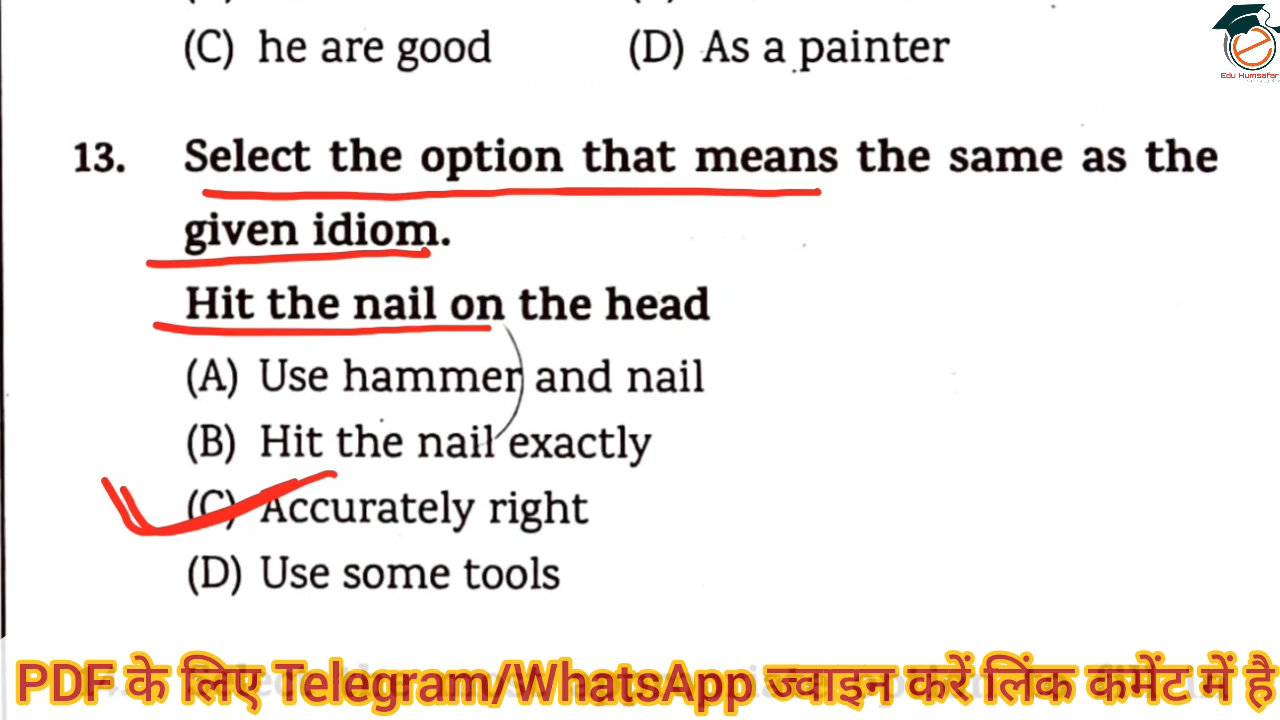 (C) he are good (D) As a painter
Edu Humsafar
13. Select the option that means the same as the
given idiom.
Hit the nail on the head
(A) Use hammer and nail
(B) Hit the nail exactly
(C) Accurately right
(D) Use some tools
PDF के लिए Telegram/WhatsApp ज्वाइन करें लिंक कमेंट में है